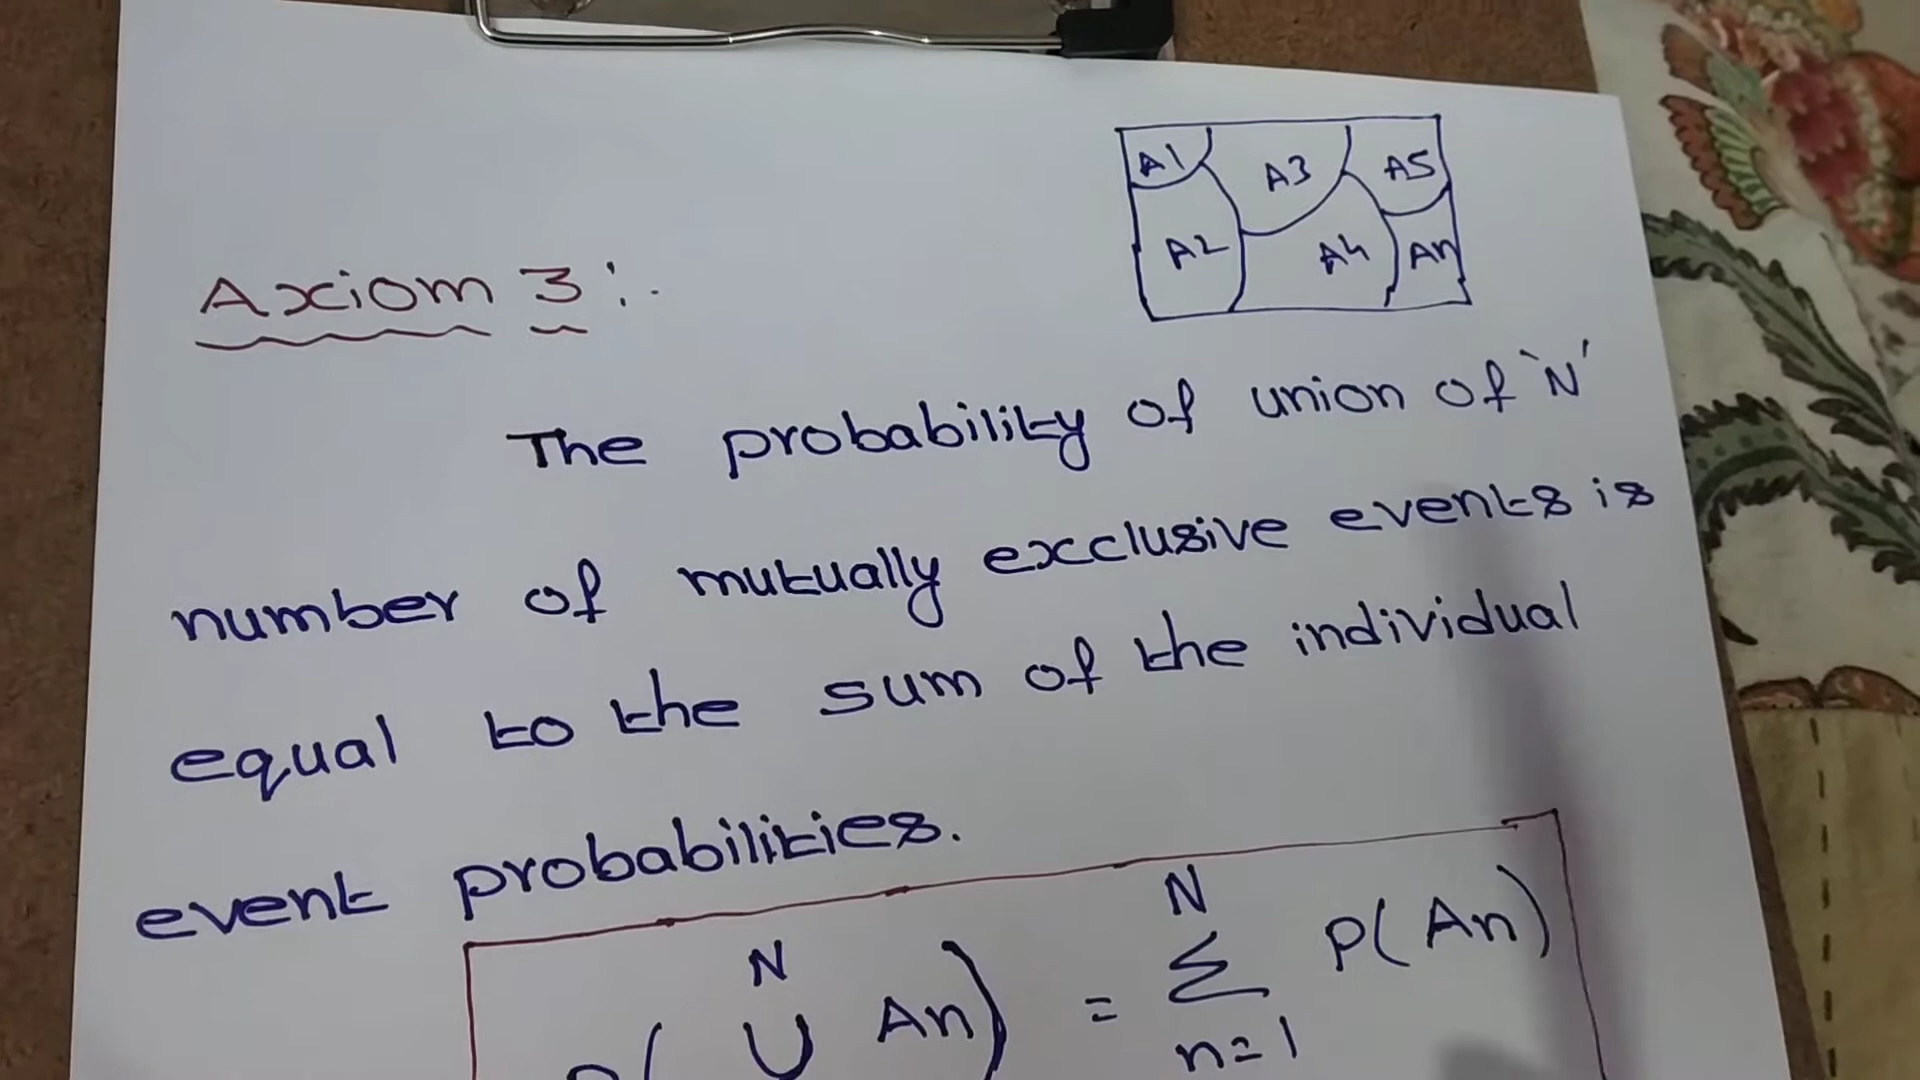 A1 A3 A5
A2 A4 An
Axiom 3 :.
The probability of union of 'N'
number of mutually exclusive events is
equal to the sum of the individual
event probabilities.
P( N ∪ An) = N Σ n=1 P(An)